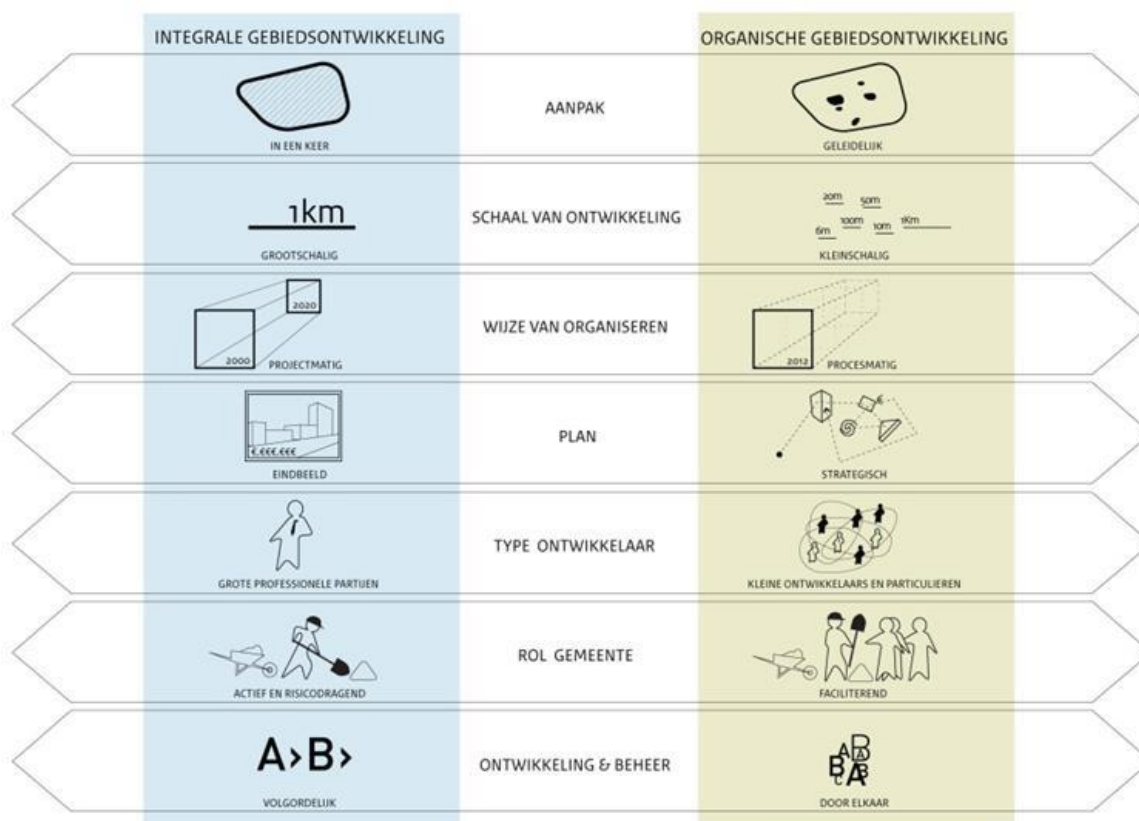 INTEGRALE GEBIEDSONTWIKKELING
ORGANISCHE GEBIEDSONTWIKKELING
AANPAK
IN EEN KEER
GELEIDELIJK
1km
SCHAAL VAN ONTWIKKELING
20m
50m
6m
100m
10m
1Km
GROOTSCHALIG
KLEINSCHALIG
2020
2000
WIJZE VAN ORGANISEREN
2012
PROJECTMATIG
PROCESMATIG
€.€€€.€€€
PLAN
€
EINDBEELD
STRATEGISCH
TYPE ONTWIKKELAAR
GROTE PROFESSIONELE PARTIJEN
KLEINE ONTWIKKELAARS EN PARTICULIEREN
ROL GEMEENTE
ACTIEF EN RISICODRAGEND
FACILITEREND
A>B>
ONTWIKKELING & BEHEER
A B A B A B C
VOLGORDELIJK
DOOR ELKAAR